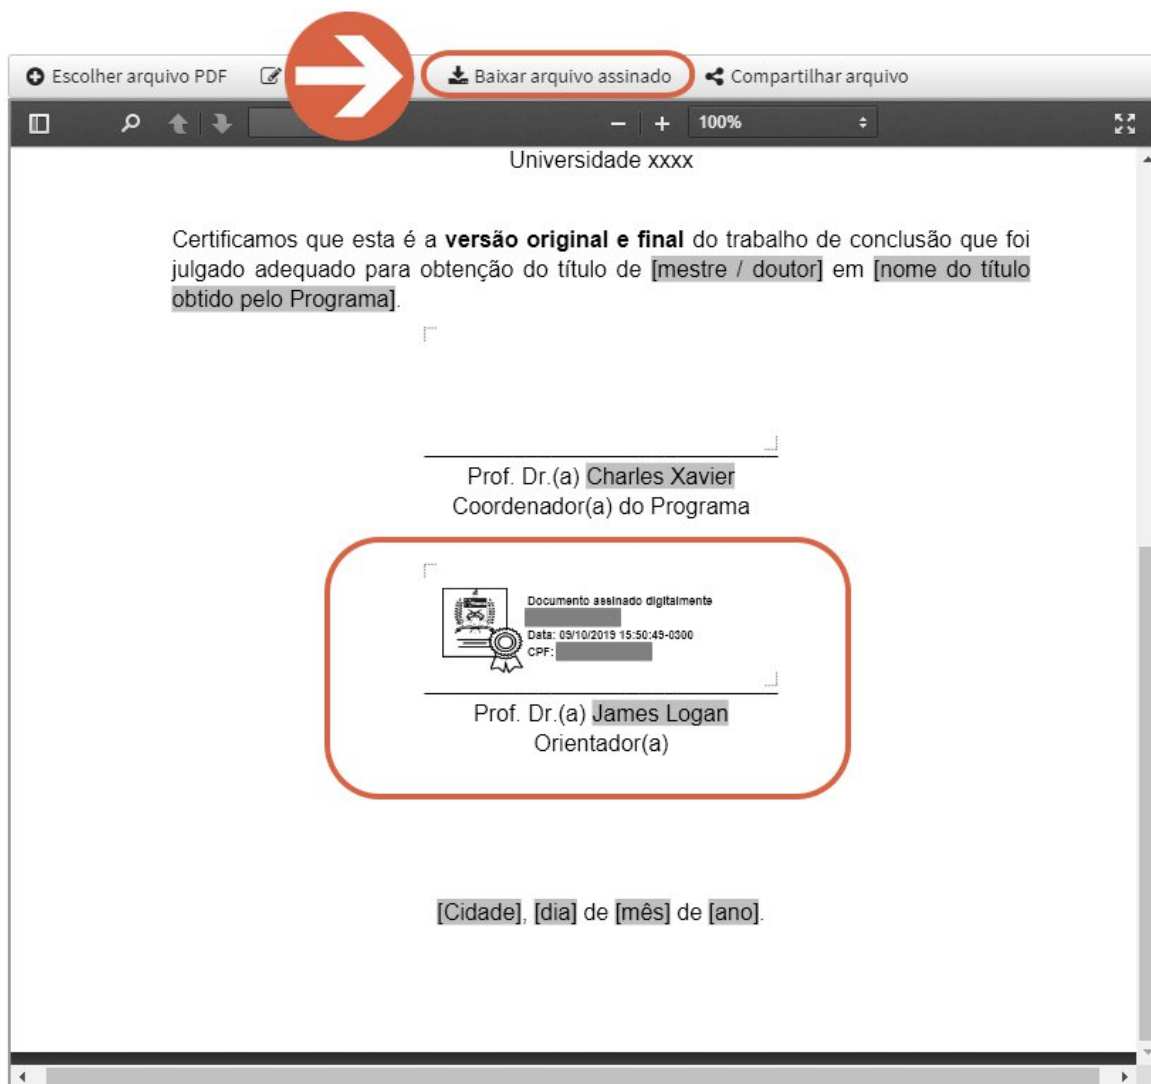 Escolher arquivo PDF
Baixar arquivo assinado
Compartilhar arquivo
100%
Universidade xxxx
Certificamos que esta é a versão original e final do trabalho de conclusão que foi
julgado adequado para obtenção do título de [mestre / doutor] em [nome do título
obtido pelo Programa].
Prof. Dr.(a) Charles Xavier
Coordenador(a) do Programa
Documento assinado digitalmente
Data: 09/10/2019 15:50:49-0300
CPF:
Prof. Dr.(a) James Logan
Orientador(a)
[Cidade], [dia] de [mês] de [ano].